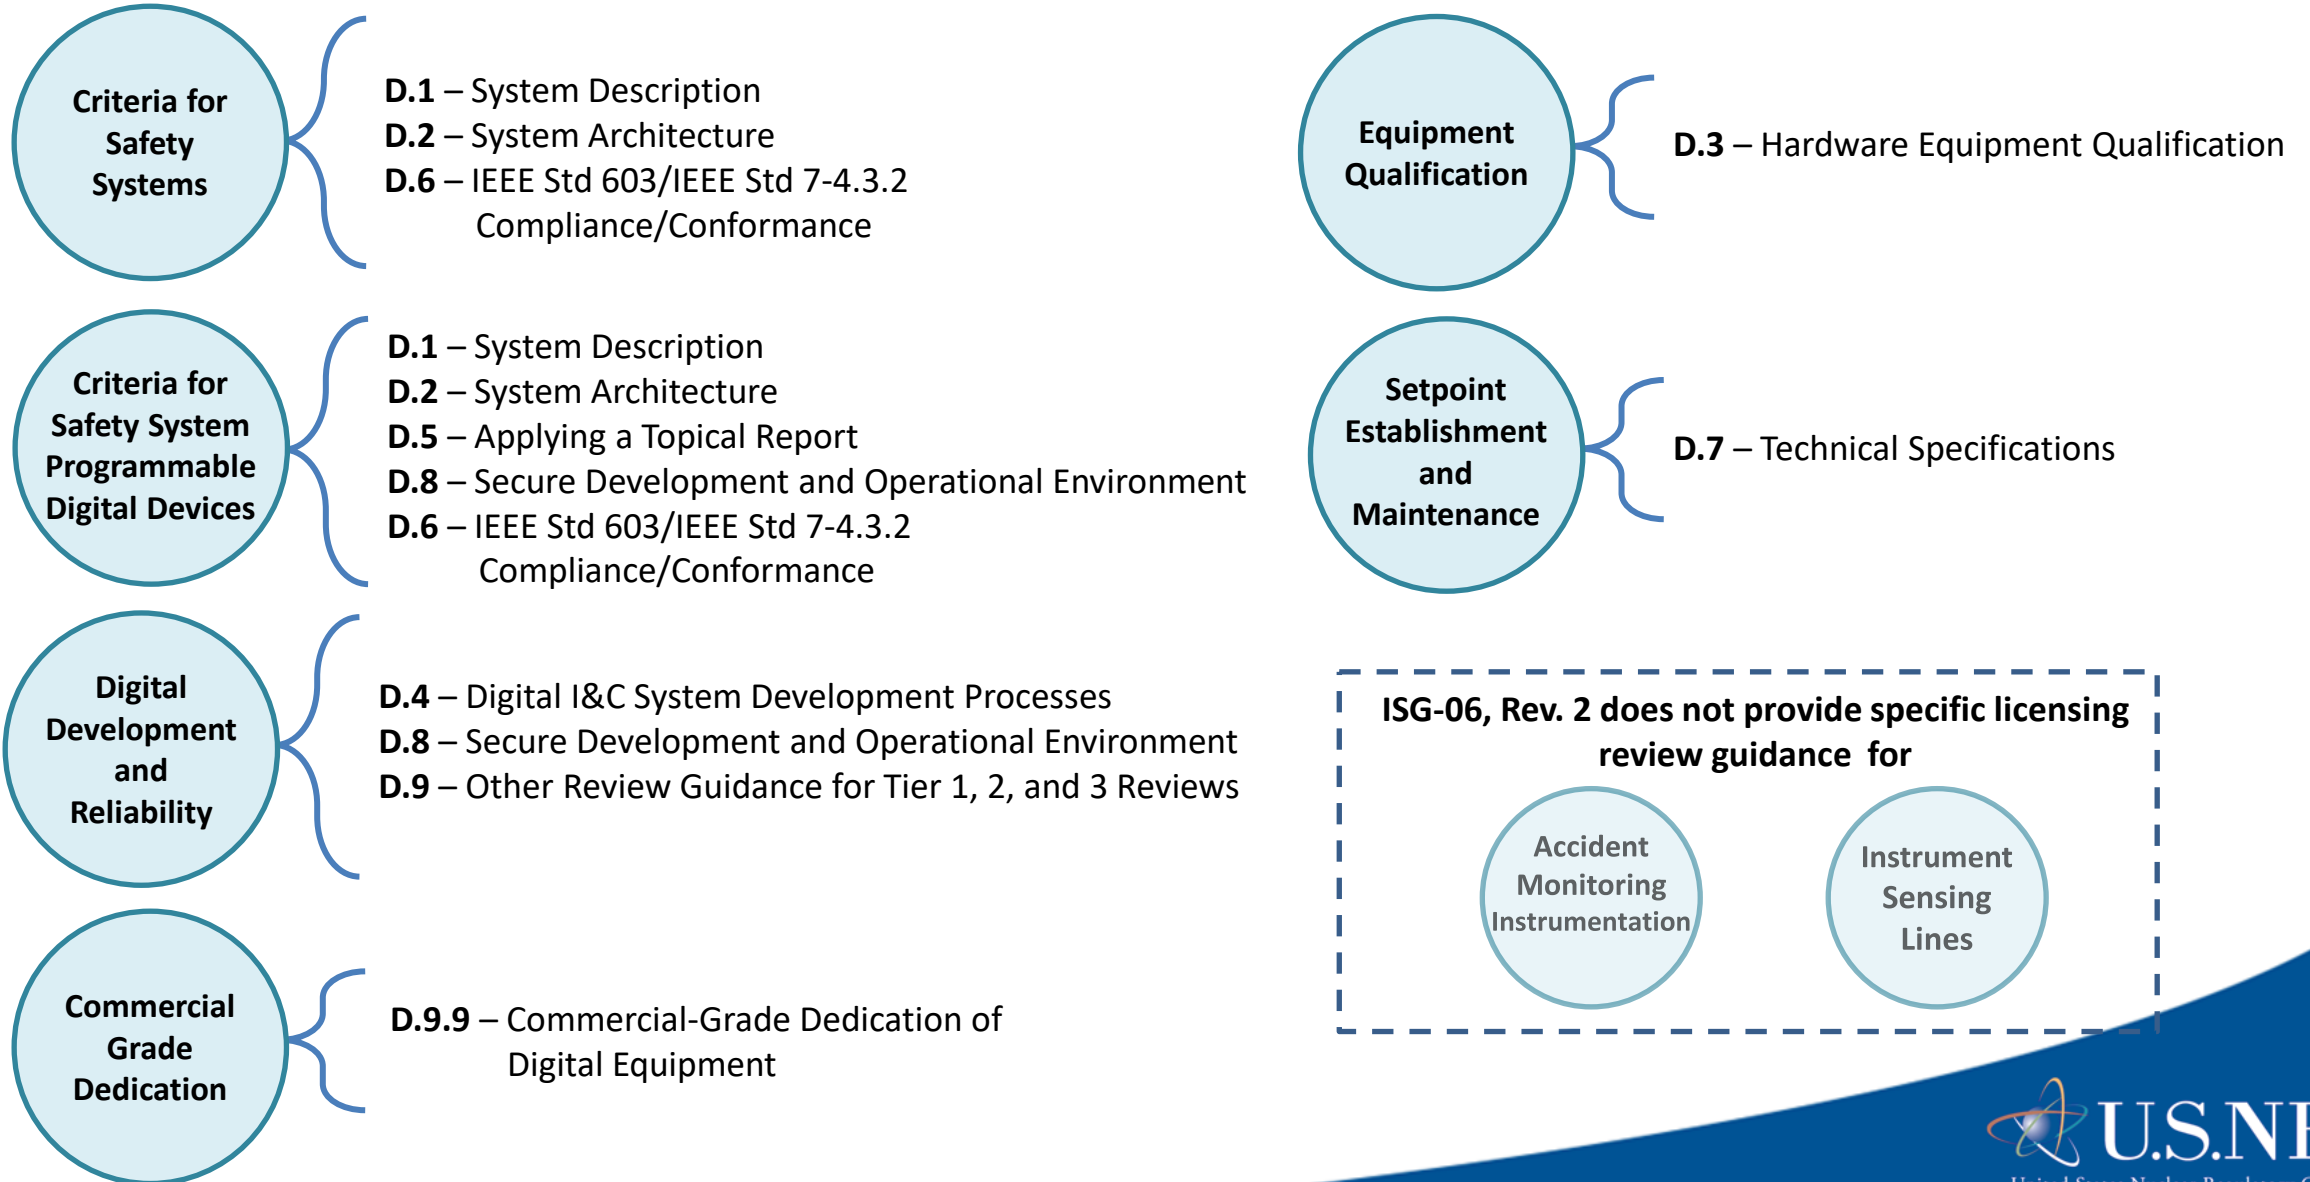 Criteria for
Safety
Systems
D.1 – System Description
D.2 – System Architecture
D.6 – IEEE Std 603/IEEE Std 7-4.3.2
Compliance/Conformance
Criteria for
Safety System
Programmable
Digital Devices
D.1 – System Description
D.2 – System Architecture
D.5 – Applying a Topical Report
D.8 – Secure Development and Operational Environment
D.6 – IEEE Std 603/IEEE Std 7-4.3.2
Compliance/Conformance
Digital
Development
and
Reliability
D.4 – Digital I&C System Development Processes
D.8 – Secure Development and Operational Environment
D.9 – Other Review Guidance for Tier 1, 2, and 3 Reviews
Commercial
Grade
Dedication
D.9.9 – Commercial-Grade Dedication of
Digital Equipment
Equipment
Qualification
D.3 – Hardware Equipment Qualification
Setpoint
Establishment
and
Maintenance
D.7 – Technical Specifications
ISG-06, Rev. 2 does not provide specific licensing
review guidance for
Accident
Monitoring
Instrumentation
Instrument
Sensing
Lines
U.S.N